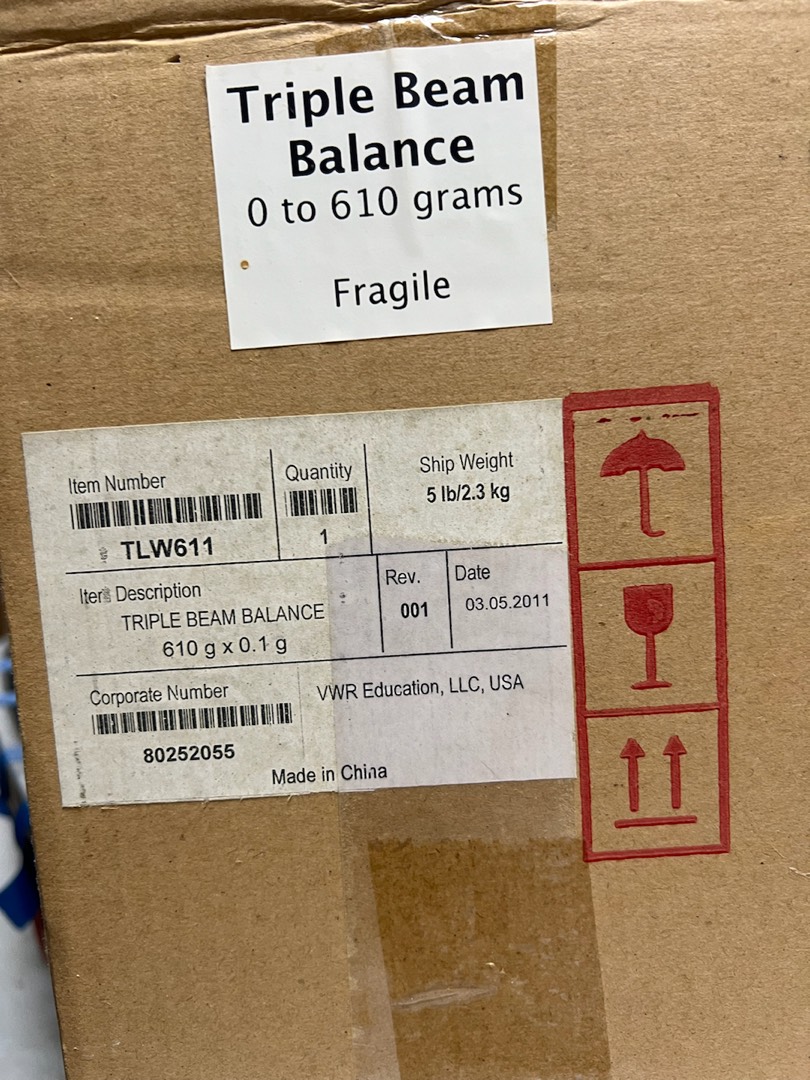 Triple Beam
Balance
0 to 610 grams
Fragile
Item Number
TLW611
Quantity
1
Ship Weight
5 lb/2.3 kg
Item Description
TRIPLE BEAM BALANCE
610 g x 0.1 g
Rev.
001
Date
03.05.2011
Corporate Number
80252055
VWR Education, LLC, USA
Made in China